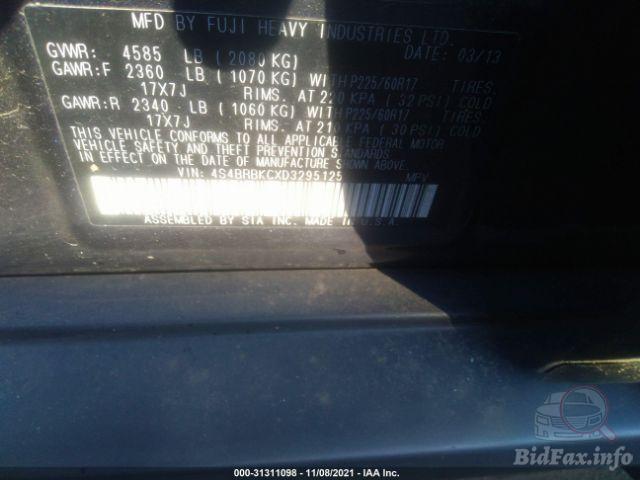 MFD BY FUJI HEAVY INDUSTRIES LTD.
GVWR: 4585 LB (2080 KG) DATE: 03/13
GAWR:F 2360 LB (1070 KG) WITH P225/60R17 TIRES,
17X7J RIMS. AT 220 KPA (32 PSI) COLD
GAWR:R 2340 LB (1060 KG) WITH P225/60R17 TIRES,
17X7J RIMS. AT 210 KPA (30 PSI) COLD
THIS VEHICLE CONFORMS TO ALL APPLICABLE FEDERAL MOTOR
VEHICLE SAFETY AND THEFT PREVENTION STANDARDS
IN EFFECT ON THE DATE OF MANUFACTURE SHOWN ABOVE.
VIN: 4S4BRBKCXD3295125 MPV
ASSEMBLED BY SIA INC. MADE IN U.S.A.
000-31311098 - 11/08/2021 - IAA Inc.
BidFax.info